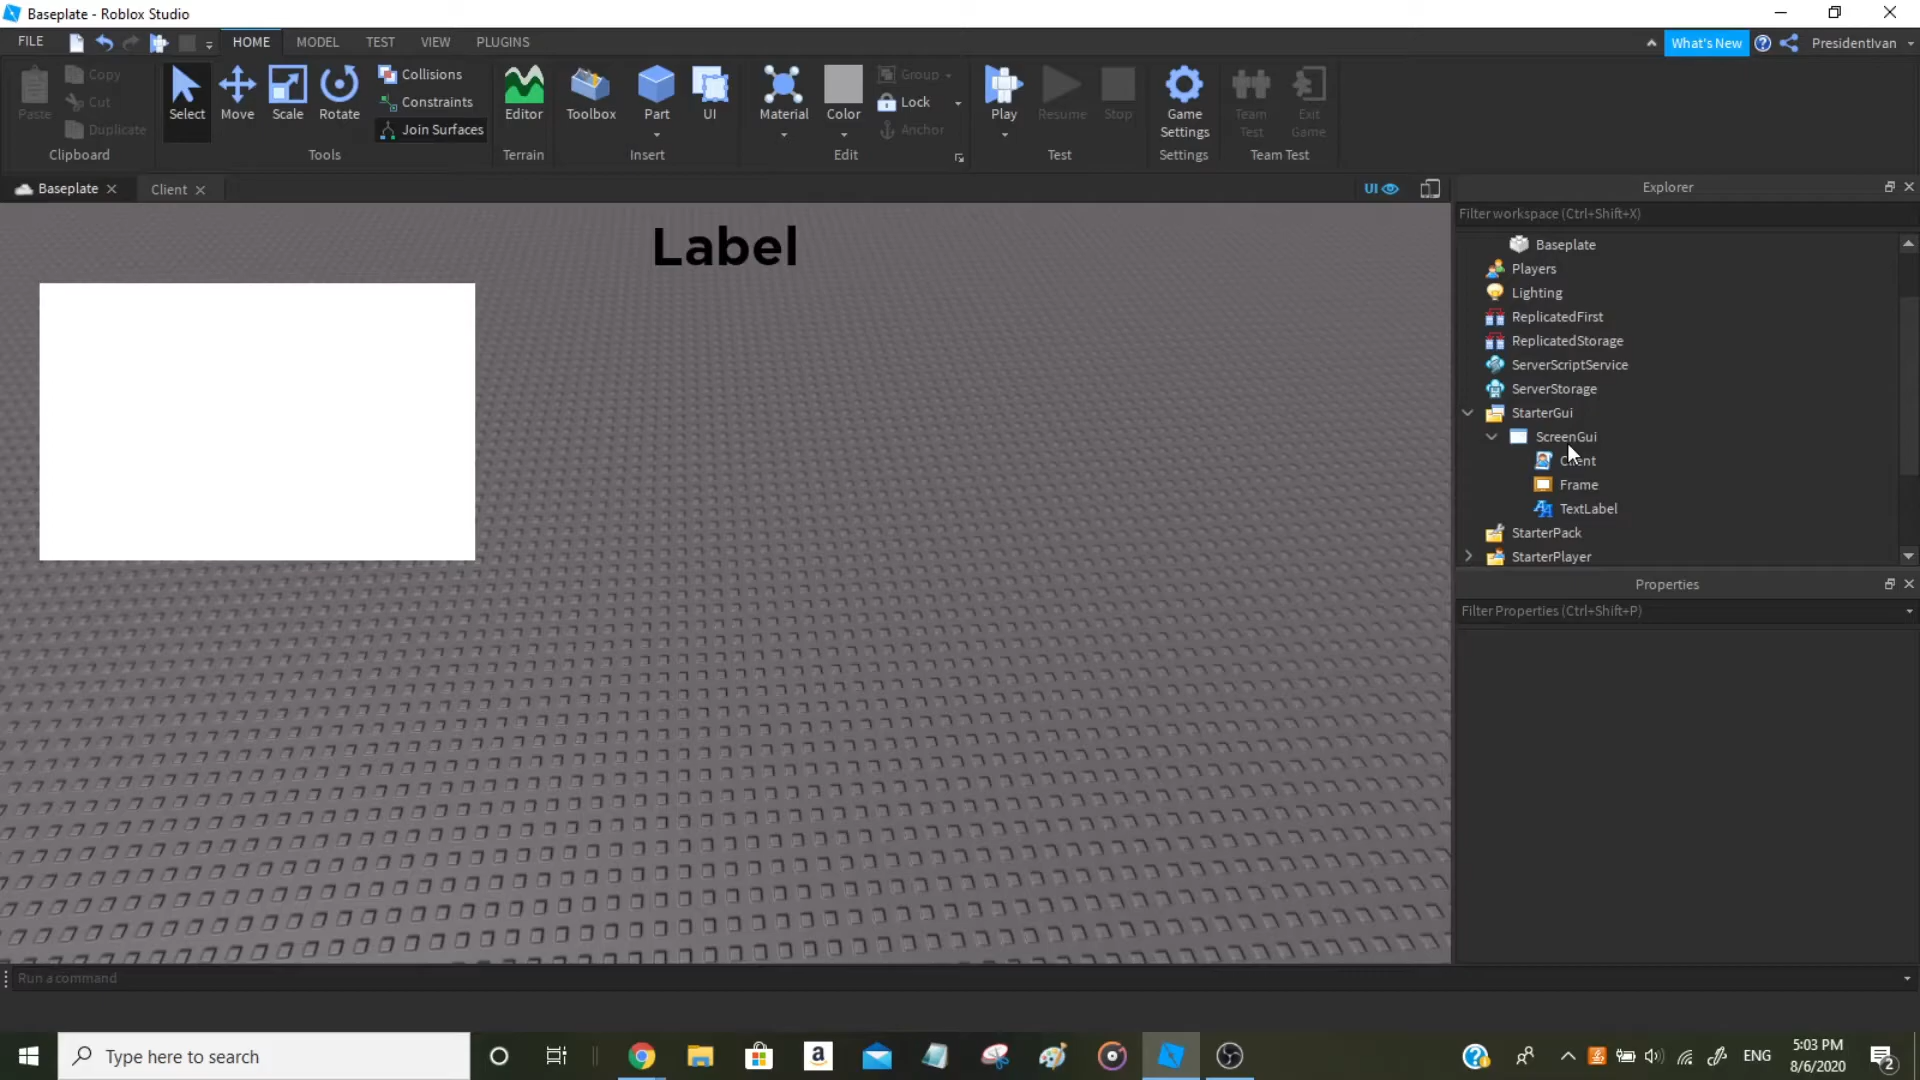 Baseplate - Roblox Studio
FILE HOME MODEL TEST VIEW PLUGINS What's New PresidentIvan
Paste Copy Cut Duplicate Clipboard
Select Move Scale Rotate Collisions Constraints Join Surfaces Tools
Editor Terrain
Toolbox Part UI Insert
Material Color Group Lock Anchor Edit
Play Resume Stop Test
Game Settings Settings
Team Test Exit Game Team Test
Baseplate Client UI
Label
Explorer
Filter workspace (Ctrl+Shift+X)
Baseplate
Players
Lighting
ReplicatedFirst
ReplicatedStorage
ServerScriptService
ServerStorage
StarterGui
ScreenGui
Client
Frame
TextLabel
StarterPack
StarterPlayer
Properties
Filter Properties (Ctrl+Shift+P)
Run a command
Type here to search
ENG
5:03 PM
8/6/2020
2